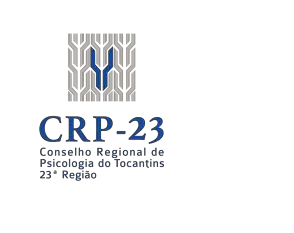 CRP-23
Conselho Regional de
Psicologia do Tocantins
23ª Região